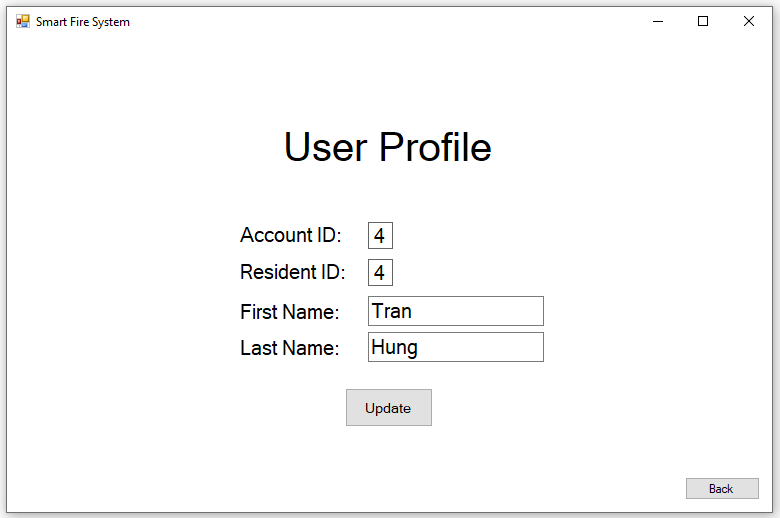 Smart Fire System
User Profile
Account ID: 4
Resident ID: 4
First Name: Tran
Last Name: Hung
Update
Back